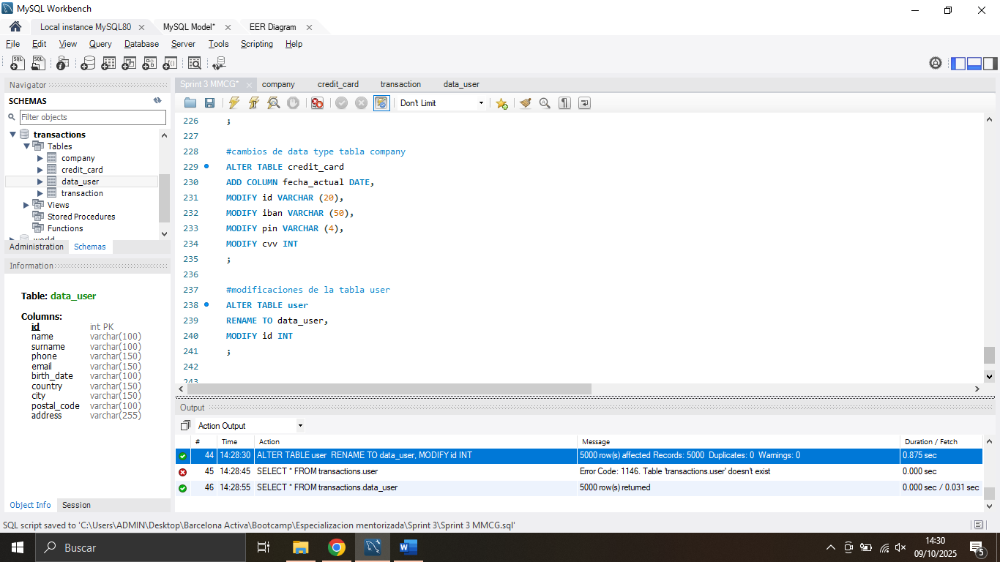 MySQL Workbench
Local instance MySQL80
MySQL Model*
EER Diagram
File Edit View Query Database Server Tools Scripting Help
Navigator
SCHEMAS
Filter objects
transactions
Tables
company
credit_card
data_user
transaction
Views
Stored Procedures
Functions
world
Administration Schemas
Information
Table: data_user
Columns:
id int PK
name varchar(100)
surname varchar(100)
phone varchar(150)
email varchar(150)
birth_date varchar(100)
country varchar(150)
city varchar(150)
postal_code varchar(100)
address varchar(255)
Object Info Session
Sprint 3 MMCG* company credit_card transaction data_user
Don't Limit
226 ;
227
228 #cambios de data type tabla company
229 ALTER TABLE credit_card
230 ADD COLUMN fecha_actual DATE,
231 MODIFY id VARCHAR (20),
232 MODIFY iban VARCHAR (50),
233 MODIFY pin VARCHAR (4),
234 MODIFY cvv INT
235 ;
236
237 #modificaciones de la tabla user
238 ALTER TABLE user
239 RENAME TO data_user,
240 MODIFY id INT
241 ;
242
243
Output
Action Output
# Time Action Message Duration / Fetch
44 14:28:30 ALTER TABLE user RENAME TO data_user, MODIFY id INT 5000 row(s) affected Records: 5000 Duplicates: 0 Warnings: 0 0.875 sec
45 14:28:45 SELECT * FROM transactions.user Error Code: 1146. Table 'transactions.user' doesn't exist 0.000 sec
46 14:28:55 SELECT * FROM transactions.data_user 5000 row(s) returned 0.000 sec / 0.031 sec
SQL script saved to 'C:\Users\ADMIN\Desktop\Barcelona Activa\Bootcamp\Especializacion mentorizada\Sprint 3\Sprint 3 MMCG.sql'
Buscar
14:30
09/10/2025
5